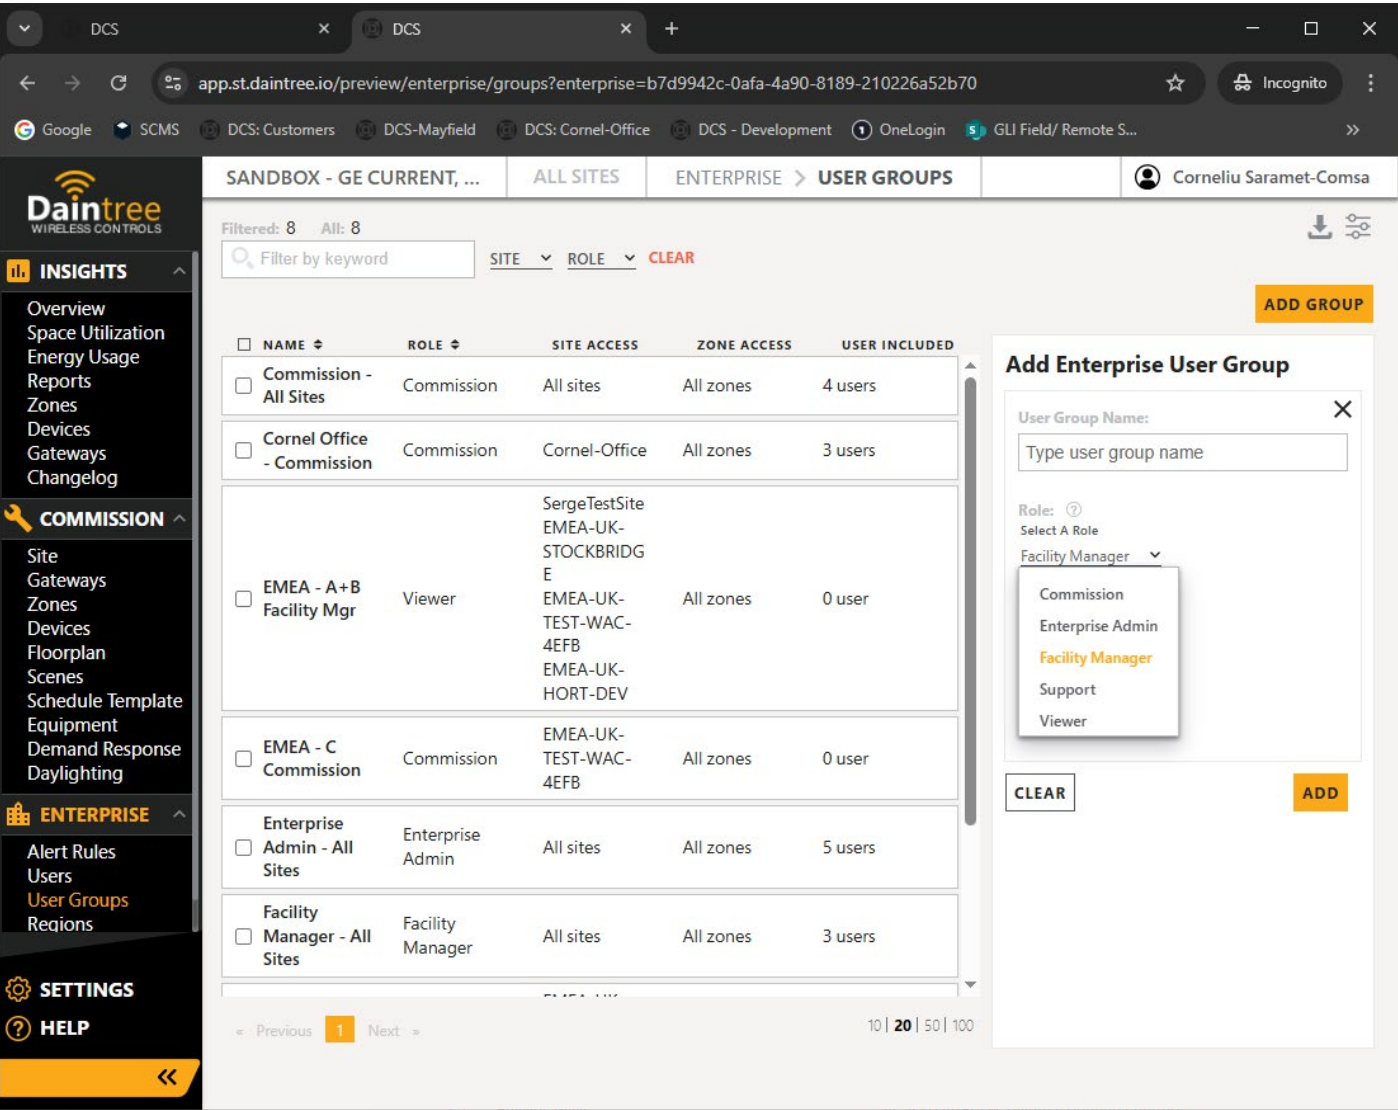 DCS
DCS
app.st.daintree.io/preview/enterprise/groups?enterprise=b7d9942c-0afa-4a90-8189-210226a52b70
Incognito
Google
SCMS
DCS: Customers
DCS-Mayfield
DCS: Cornel-Office
DCS - Development
OneLogin
GLI Field/ Remote S...
Daintree
WIRELESS CONTROLS
SANDBOX - GE CURRENT, ...
ALL SITES
ENTERPRISE > USER GROUPS
Corneliu Saramet-Comsa
INSIGHTS
Overview
Space Utilization
Energy Usage
Reports
Zones
Devices
Gateways
Changelog
COMMISSION
Site
Gateways
Zones
Devices
Floorplan
Scenes
Schedule Template
Equipment
Demand Response
Daylighting
ENTERPRISE
Alert Rules
Users
User Groups
Regions
SETTINGS
HELP
Filtered: 8 All: 8
Filter by keyword
SITE ROLE CLEAR
ADD GROUP
NAME ROLE SITE ACCESS ZONE ACCESS USER INCLUDED
Commission -
All Sites
Commission
All sites
All zones
4 users
Cornel Office
- Commission
Commission
Cornel-Office
All zones
3 users
EMEA - A+B
Facility Mgr
Viewer
SergeTestSite
EMEA-UK-
STOCKBRIDG
E
EMEA-UK-
TEST-WAC-
4EFB
EMEA-UK-
HORT-DEV
All zones
0 user
EMEA - C
Commission
Commission
EMEA-UK-
TEST-WAC-
4EFB
All zones
0 user
Enterprise
Admin - All
Sites
Enterprise
Admin
All sites
All zones
5 users
Facility
Manager - All
Sites
Facility
Manager
All sites
All zones
3 users
« Previous 1 Next »
10 | 20 | 50 | 100
Add Enterprise User Group
User Group Name:
Type user group name
Role: ?
Select A Role
Facility Manager
Commission
Enterprise Admin
Facility Manager
Support
Viewer
CLEAR
ADD